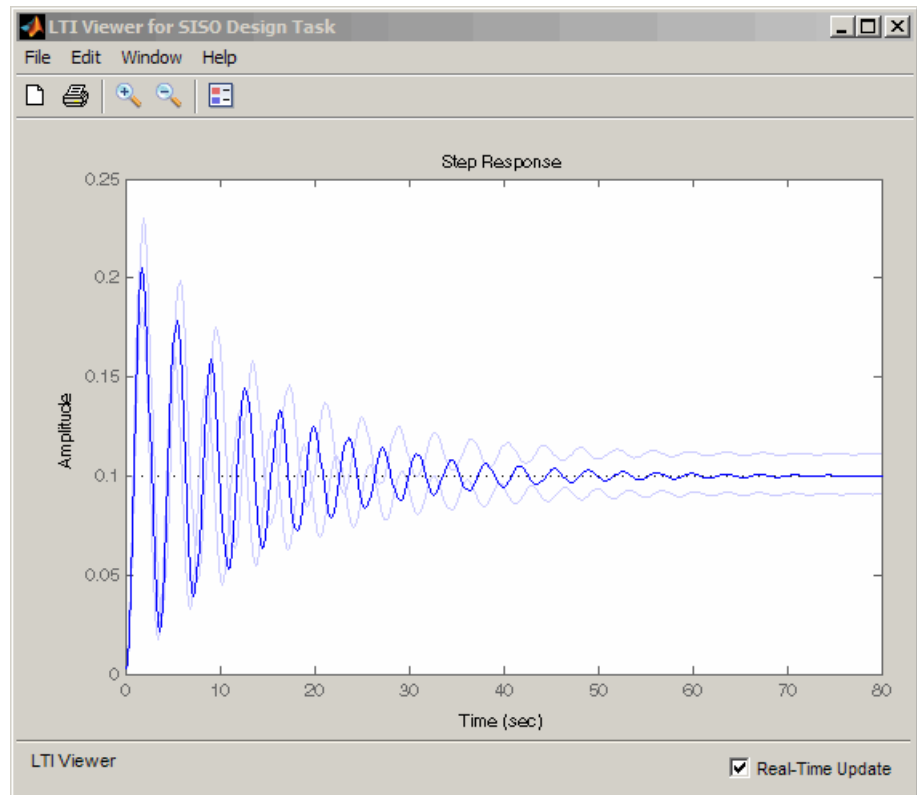 LTI Viewer for SISO Design Task
File Edit Window Help
Step Response
0.25
0.2
0.15
0.1
0.05
0
Amplitude
0 10 20 30 40 50 60 70 80
Time (sec)
LTI Viewer
Real-Time Update